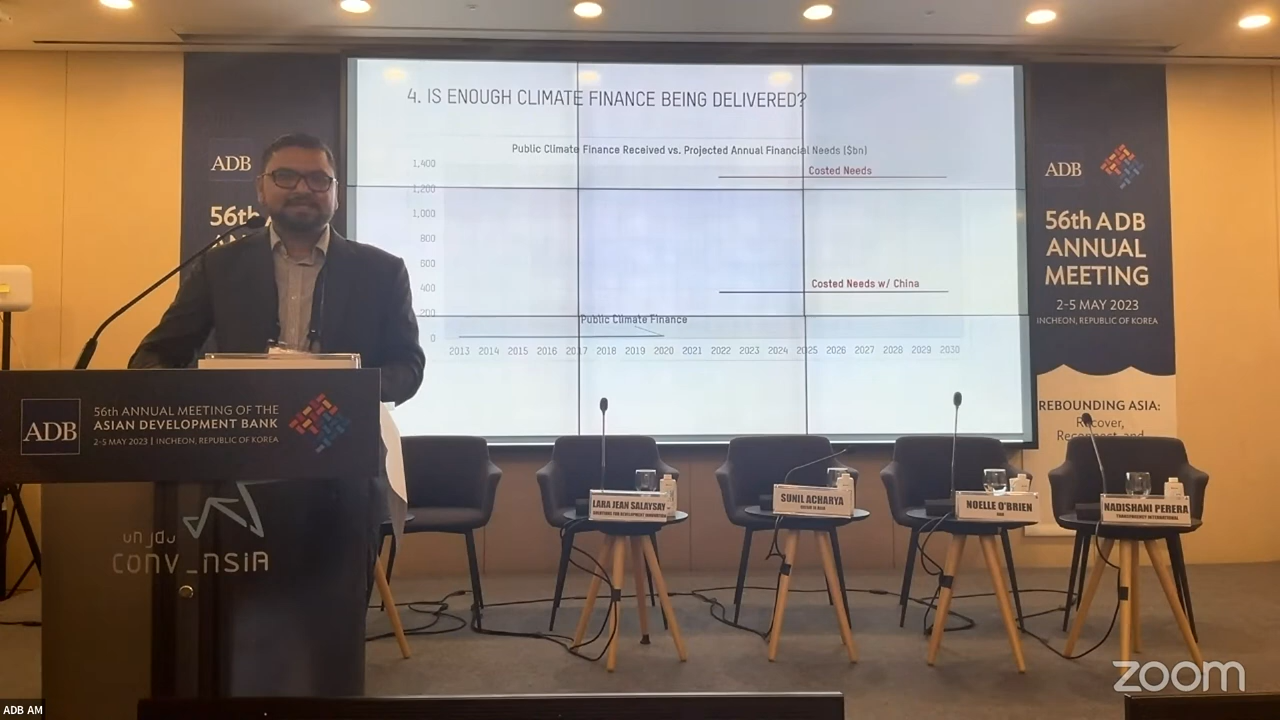 4. IS ENOUGH CLIMATE FINANCE BEING DELIVERED?
Public Climate Finance Received vs. Projected Annual Financial Needs ($bn)
1,400
1,200
1,000
800
600
400
200
0
Costed Needs
Costed Needs w/ China
Public Climate Finance
2013 2014 2015 2016 2017 2018 2019 2020 2021 2022 2023 2024 2025 2026 2027 2028 2029 2030
ADB
56th
ADB
56th ADB
ANNUAL
MEETING
2-5 MAY 2023
INCHEON, REPUBLIC OF KOREA
REBOUNDING ASIA:
Recover,
Reconnect, and
ADB
56th ANNUAL MEETING OF THE
ASIAN DEVELOPMENT BANK
2-5 MAY 2023 | INCHEON, REPUBLIC OF KOREA
conv_nsia
LARA JEAN SALAYSAY
SUNIL ACHARYA
NOELLE O'BRIEN
ADB
NADISHANI PERERA
TRANSPARENCY INTERNATIONAL
zoom
ADB AM